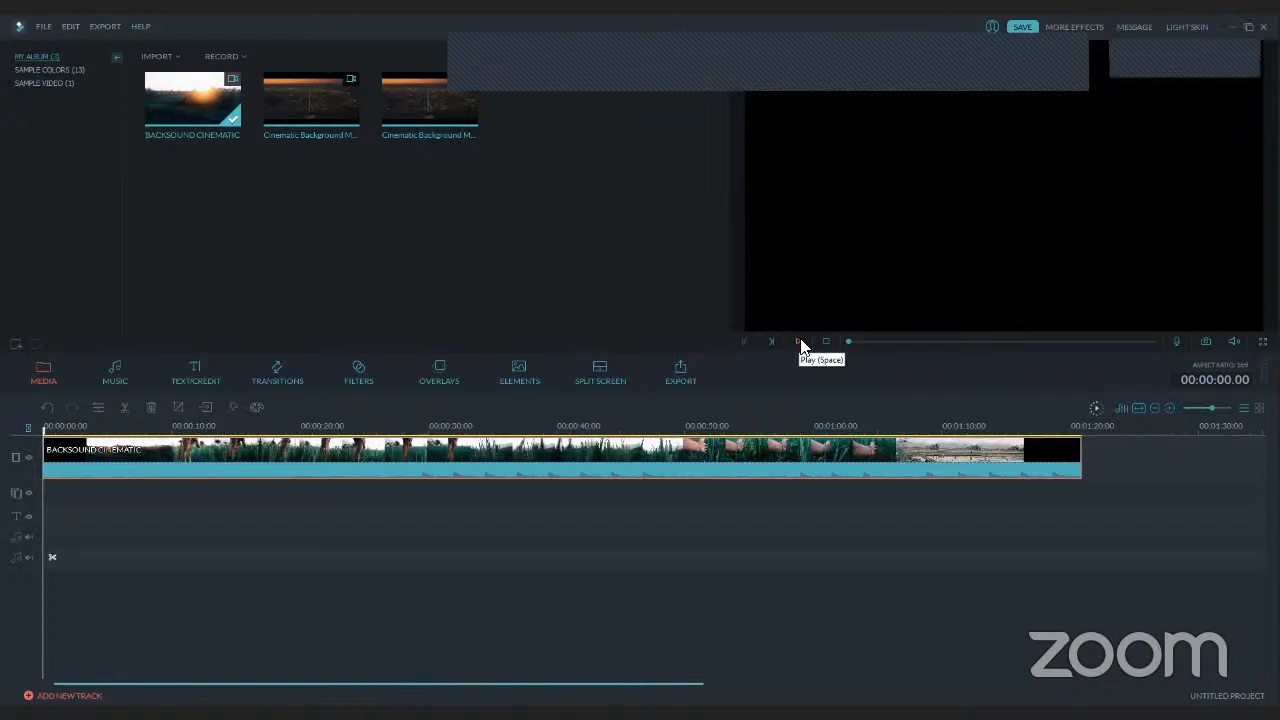 FILE EDIT EXPORT HELP
SAVE MORE EFFECTS MESSAGE LIGHT SKIN
MY ALBUM (3)
SAMPLE COLORS (13)
SAMPLE VIDEO (1)
IMPORT RECORD
BACKSOUND CINEMATIC
Cinematic Background M...
Cinematic Background M...
Play (Space)
MEDIA MUSIC TEXT/CREDIT TRANSITIONS FILTERS OVERLAYS ELEMENTS SPLIT SCREEN EXPORT
ASPECT RATIO: 16:9
00:00:00.00
00:00:00:00 00:00:10:00 00:00:20:00 00:00:30:00 00:00:40:00 00:00:50:00 00:01:00:00 00:01:10:00 00:01:20:00 00:01:30:00
BACKSOUND CINEMATIC
T
zoom
ADD NEW TRACK
UNTITLED PROJECT